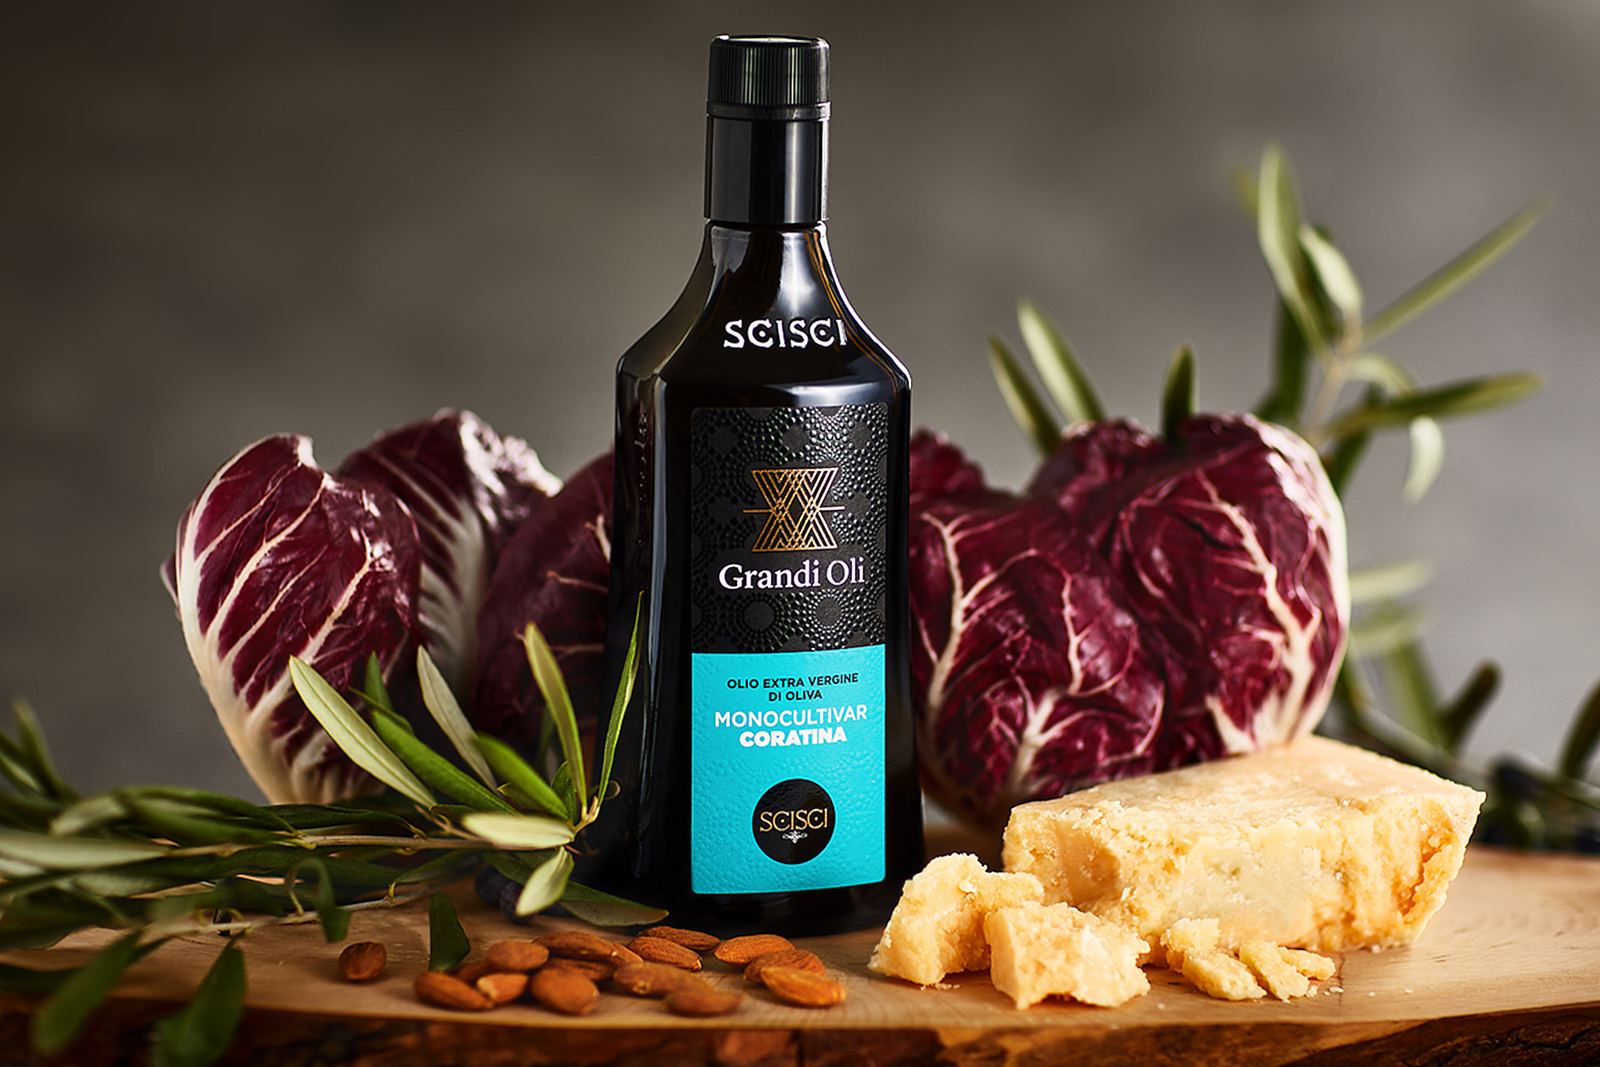 SCISCI
Grandi Oli
OLIO EXTRA VERGINE
DI OLIVA
MONOCULTIVAR
CORATINA
SCISCI